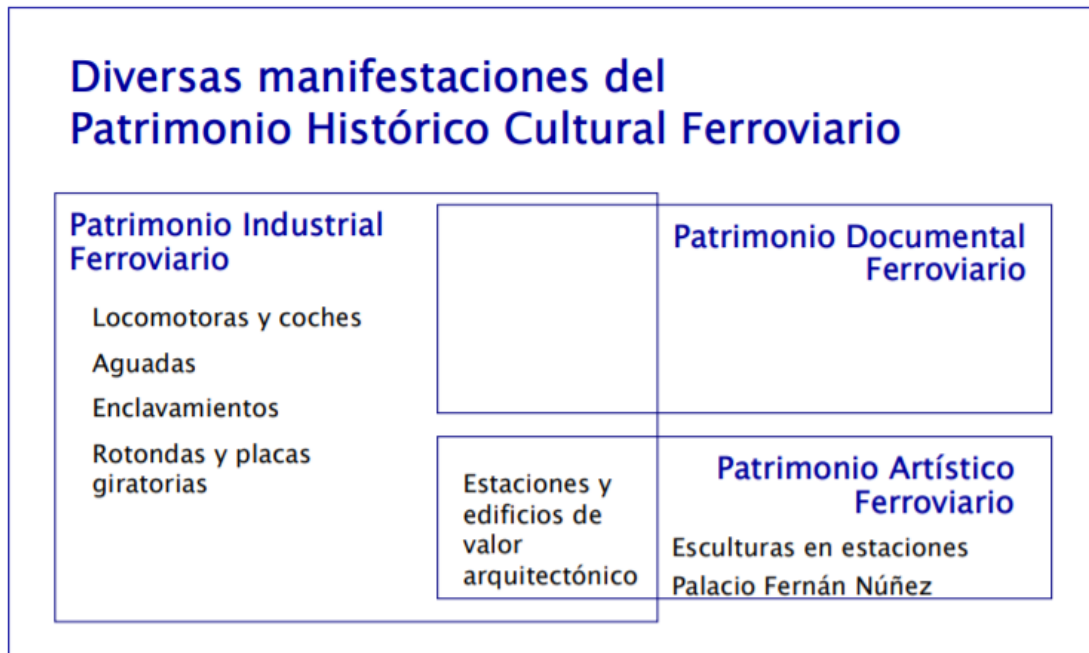 Diversas manifestaciones del
Patrimonio Histórico Cultural Ferroviario
Patrimonio Industrial
Ferroviario
Locomotoras y coches
Aguadas
Enclavamientos
Rotondas y placas
giratorias
Patrimonio Documental
Ferroviario
Estaciones y
edificios de
valor
arquitectónico
Patrimonio Artístico
Ferroviario
Esculturas en estaciones
Palacio Fernán Núñez